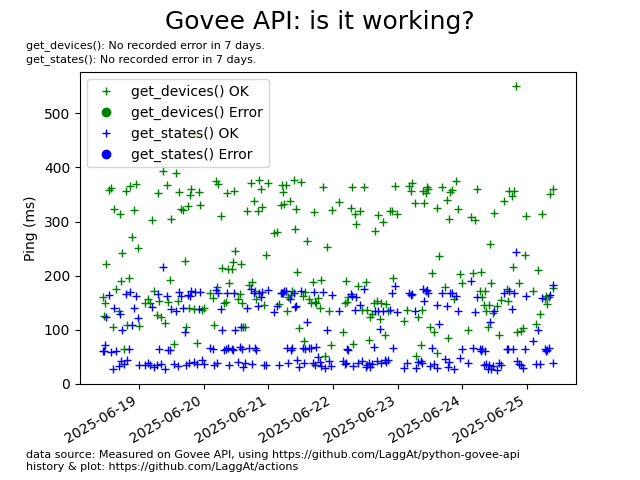 Govee API: is it working?
get_devices(): No recorded error in 7 days.
get_states(): No recorded error in 7 days.
get_devices() OK
get_devices() Error
get_states() OK
get_states() Error
500
400
300
200
100
0
Ping (ms)
2025-06-19
2025-06-20
2025-06-21
2025-06-22
2025-06-23
2025-06-24
2025-06-25
data source: Measured on Govee API, using https://github.com/LaggAt/python-govee-api
history & plot: https://github.com/LaggAt/actions